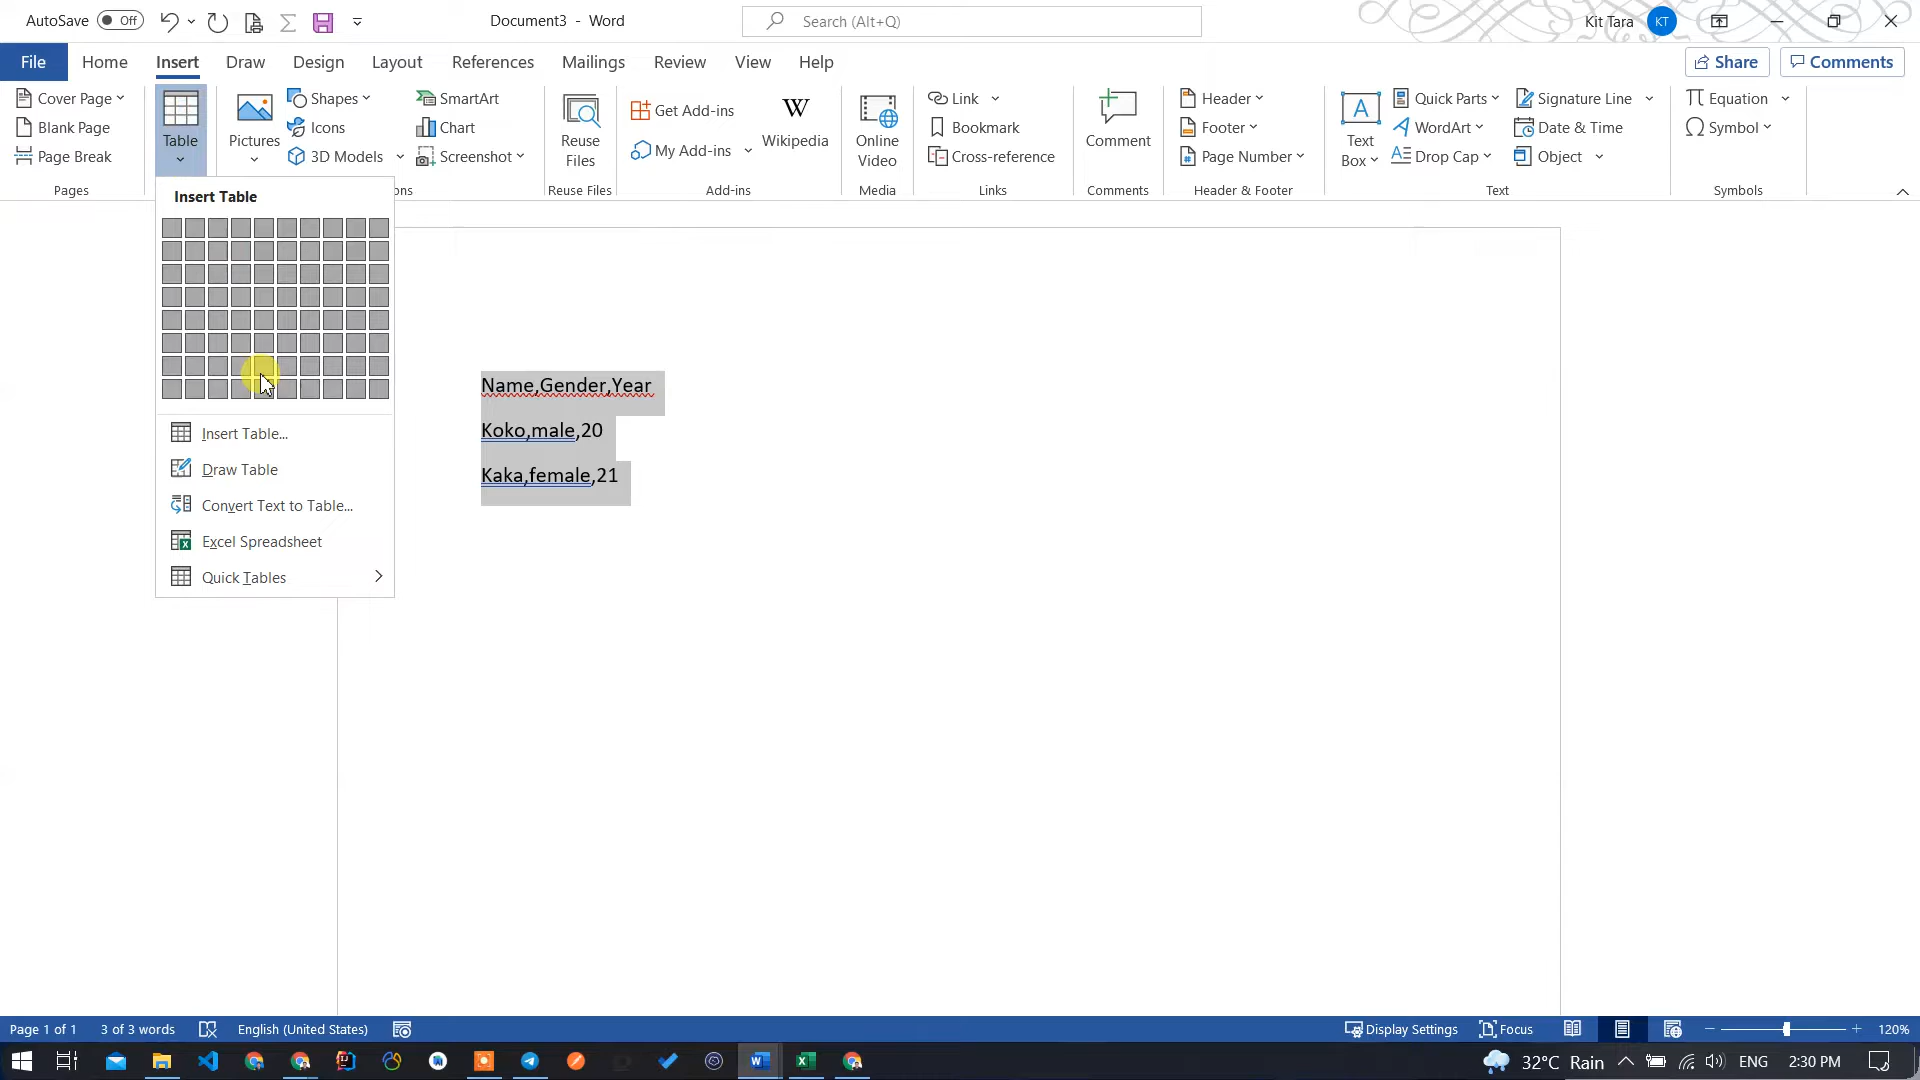 AutoSave Off Document3 - Word Search (Alt+Q) Kit Tara KT
File Home Insert Draw Design Layout References Mailings Review View Help Share Comments
Cover Page
Blank Page
Page Break
Pages
Table
Pictures
Shapes
Icons
3D Models
SmartArt
Chart
Screenshot
ons
Reuse
Files
Reuse Files
Get Add-ins
My Add-ins
W
Wikipedia
Add-ins
Online
Video
Media
Link
Bookmark
Cross-reference
Links
Comment
Comments
Header
Footer
Page Number
Header & Footer
A
Text
Box
Quick Parts
WordArt
Drop Cap
Signature Line
Date & Time
Object
Text
Equation
Symbol
Symbols
Insert Table
Insert Table...
Draw Table
Convert Text to Table...
Excel Spreadsheet
Quick Tables
Name,Gender,Year
Koko,male,20
Kaka,female,21
Page 1 of 1 3 of 3 words English (United States) Display Settings Focus 120%
32°C Rain ENG 2:30 PM